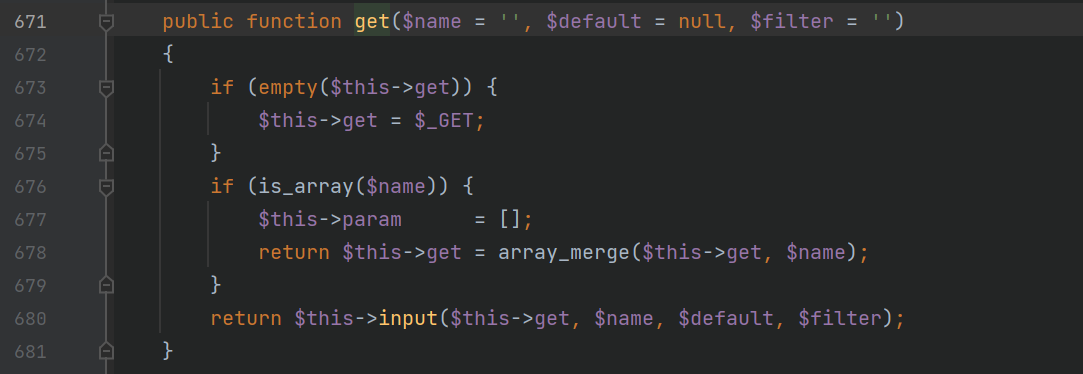 671 public function get($name = '', $default = null, $filter = '')
672 {
673 if (empty($this->get)) {
674 $this->get = $_GET;
675 }
676 if (is_array($name)) {
677 $this->param      = [];
678 return $this->get = array_merge($this->get, $name);
679 }
680 return $this->input($this->get, $name, $default, $filter);
681 }